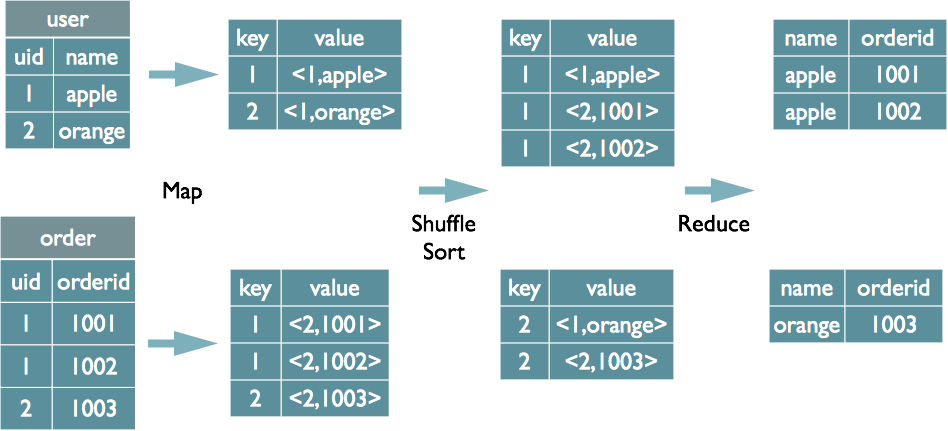 user
uid name
1 apple
2 orange
key value
1 <1,apple>
2 <1,orange>
key value
1 <1,apple>
1 <2,1001>
1 <2,1002>
name orderid
apple 1001
apple 1002
Map
Shuffle
Sort
Reduce
order
uid orderid
1 1001
1 1002
2 1003
key value
1 <2,1001>
1 <2,1002>
2 <2,1003>
key value
2 <1,orange>
2 <2,1003>
name orderid
orange 1003